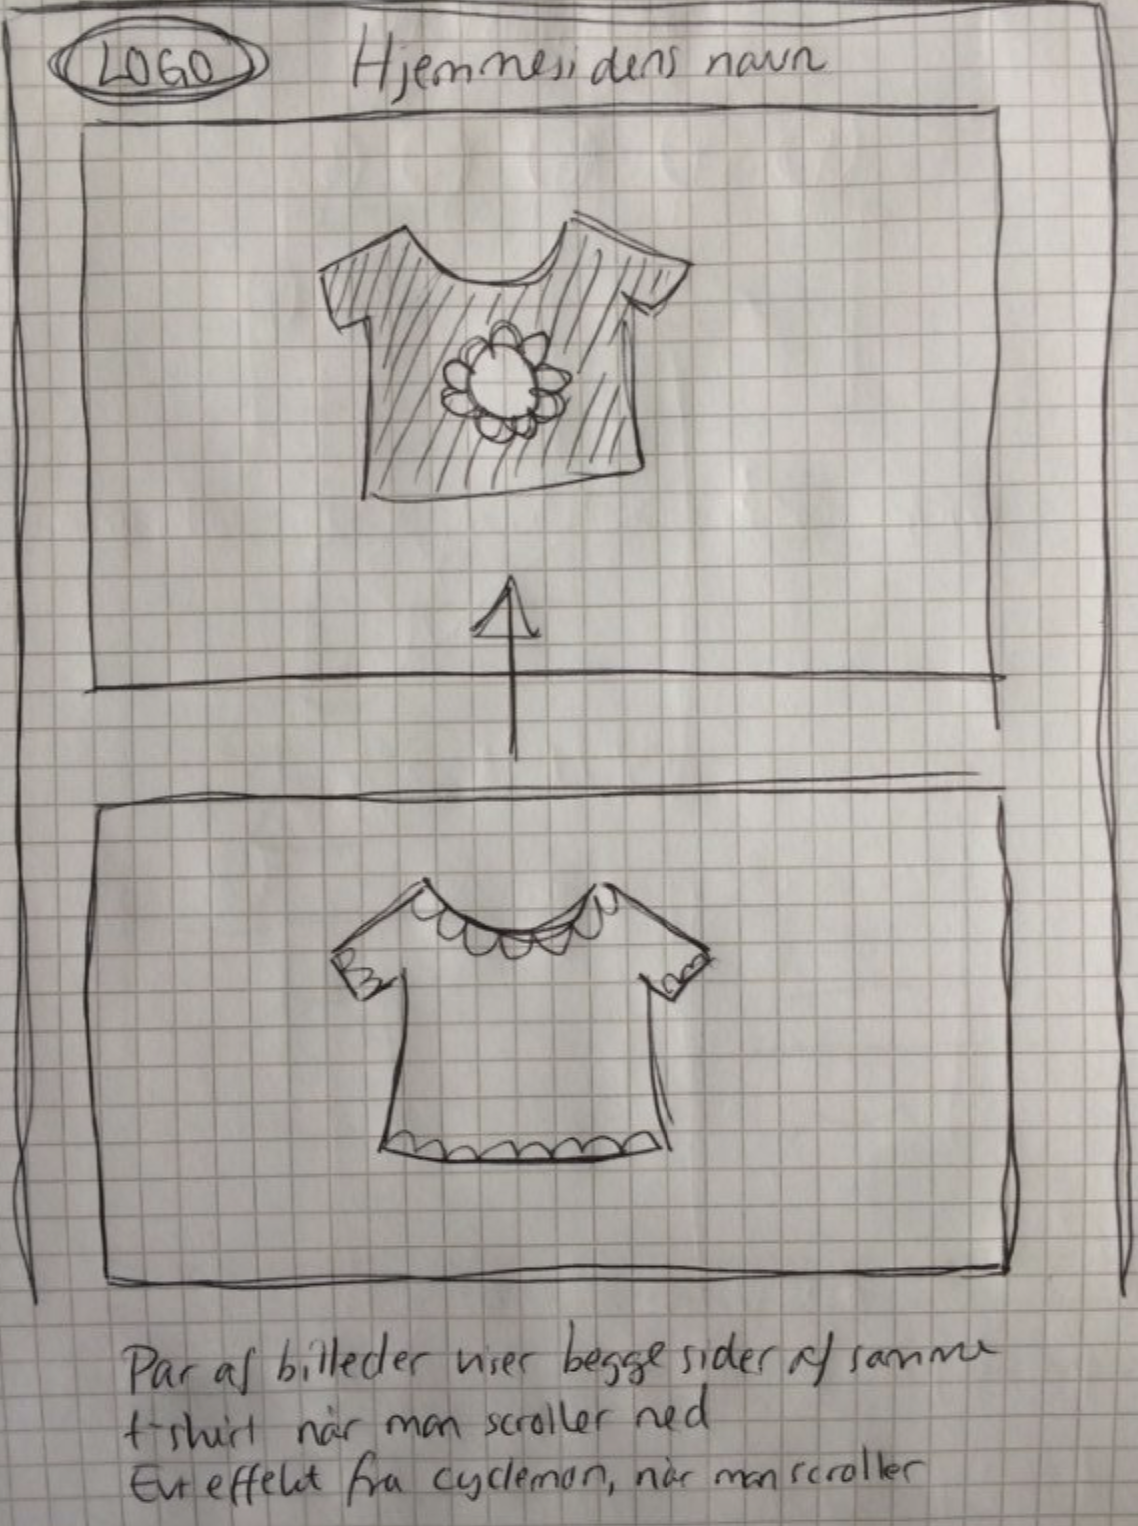 LOGO Hjemmesidens navn
Par af billeder viser begge sider af samme
t-shirt når man scroller ned
Evt effekt fra cyclemon, når man scroller